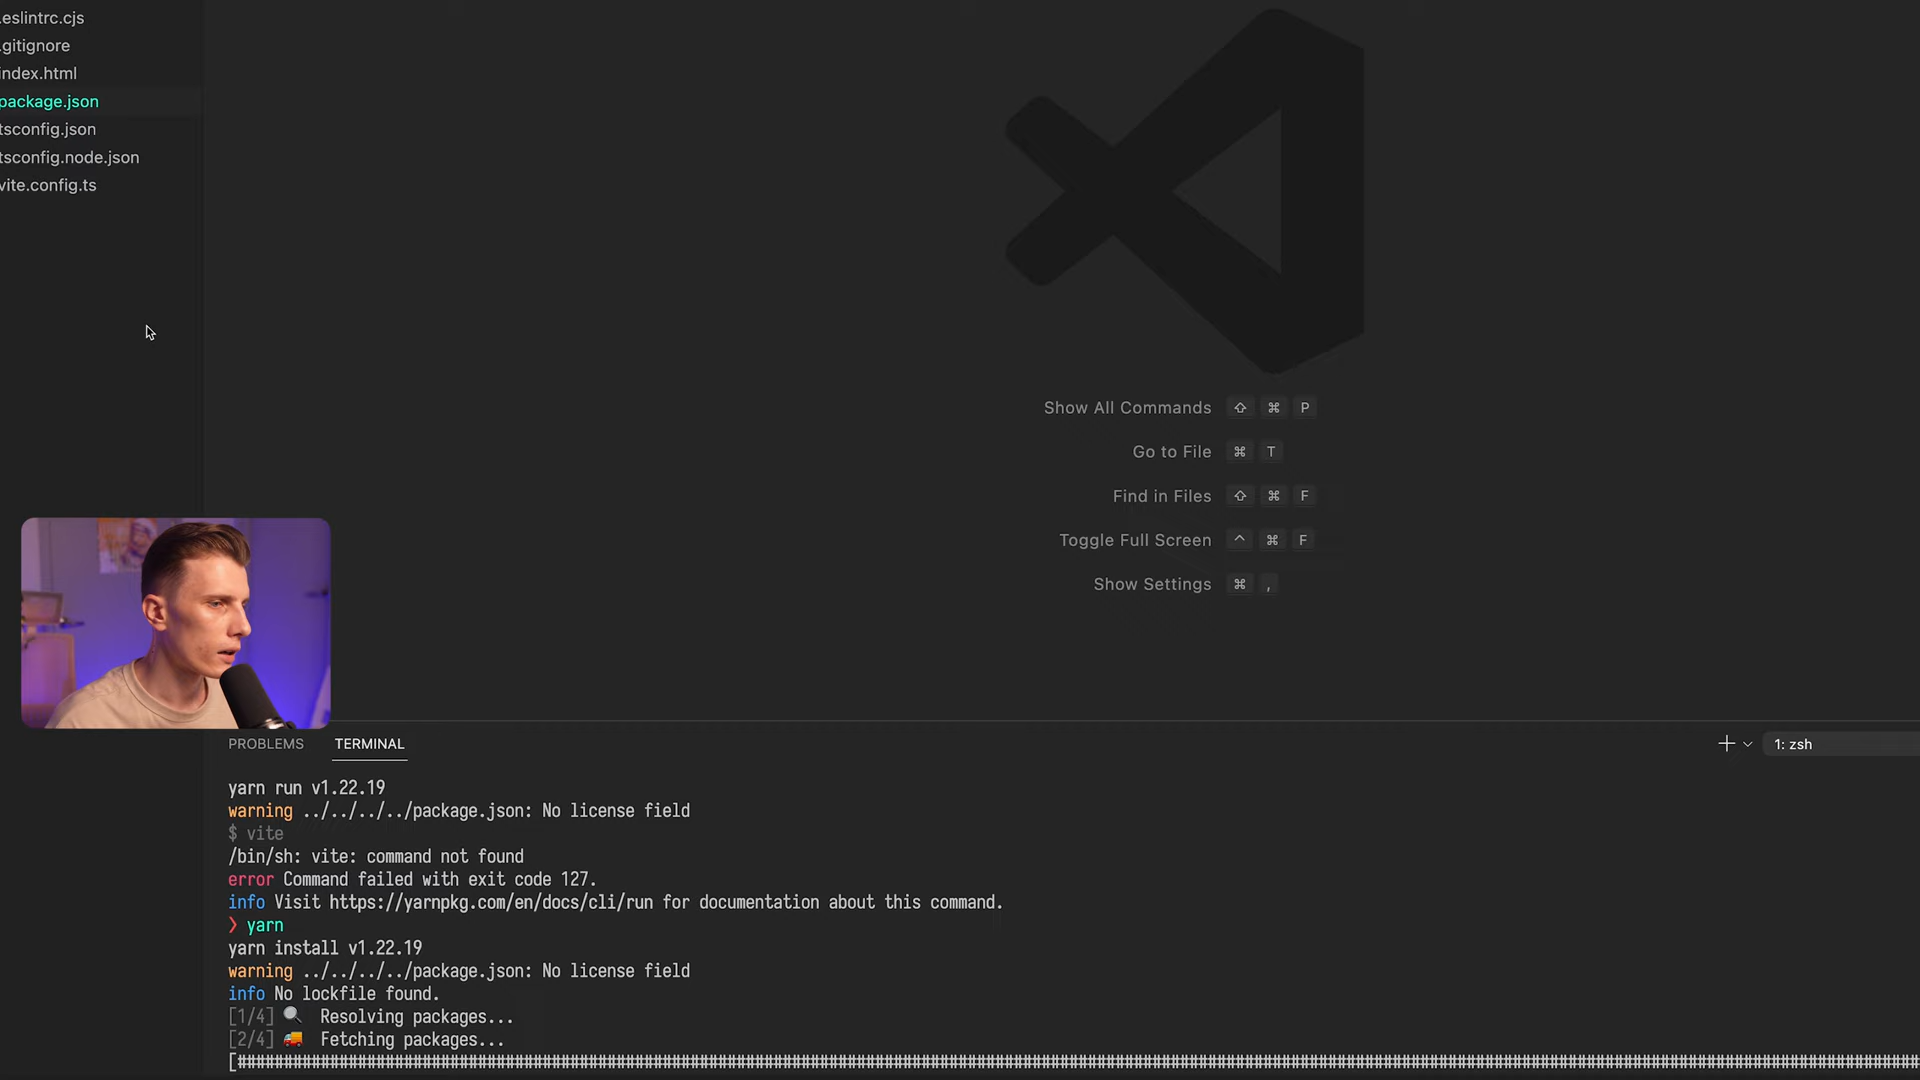 .eslintrc.cjs
.gitignore
index.html
package.json
tsconfig.json
tsconfig.node.json
vite.config.ts
Show All Commands ⇧ ⌘ P
Go to File ⌘ T
Find in Files ⇧ ⌘ F
Toggle Full Screen ^ ⌘ F
Show Settings ⌘ ,
PROBLEMS TERMINAL
1: zsh
yarn run v1.22.19
warning ../../../../package.json: No license field
$ vite
/bin/sh: vite: command not found
error Command failed with exit code 127.
info Visit https://yarnpkg.com/en/docs/cli/run for documentation about this command.
❯ yarn
yarn install v1.22.19
warning ../../../../package.json: No license field
info No lockfile found.
[1/4] 🔍 Resolving packages...
[2/4] 🚚 Fetching packages...